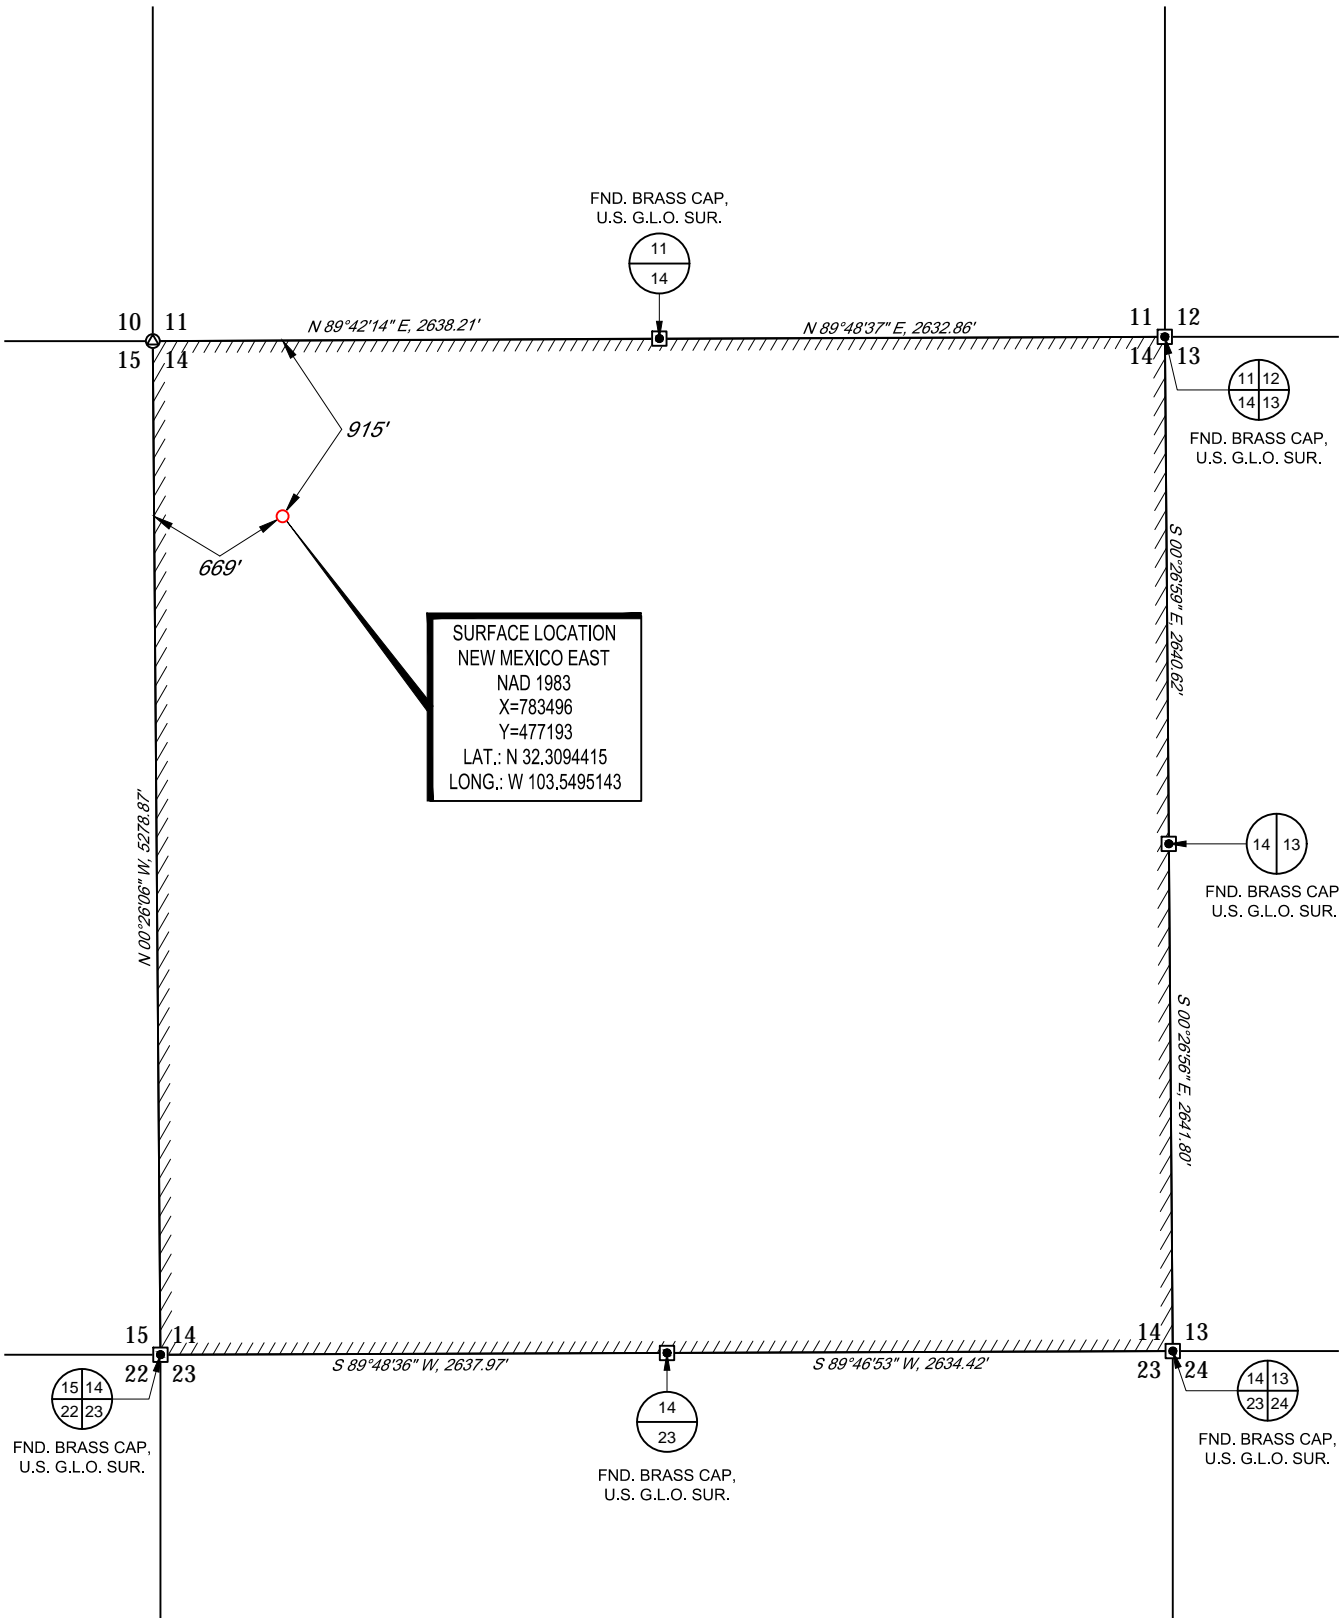 FND. BRASS CAP,
U.S. G.L.O. SUR.
11
14
10 11
15 14
N 89°42'14" E, 2638.21'
N 89°48'37" E, 2632.86'
11 12
14 13
11 12
14 13
FND. BRASS CAP,
U.S. G.L.O. SUR.
915'
669'
S 00°26'59" E, 2640.62'
SURFACE LOCATION
NEW MEXICO EAST
NAD 1983
X=783496
Y=477193
LAT.: N 32.3094415
LONG.: W 103.5495143
N 00°26'06" W, 5278.87'
14 13
FND. BRASS CAP
U.S. G.L.O. SUR.
S 00°26'56" E, 2641.80'
15 14
22 23
S 89°48'36" W, 2637.97'
S 89°46'53" W, 2634.42'
14 13
23 24
15 14
22 23
FND. BRASS CAP,
U.S. G.L.O. SUR.
14
23
FND. BRASS CAP,
U.S. G.L.O. SUR.
14 13
23 24
FND. BRASS CAP,
U.S. G.L.O. SUR.